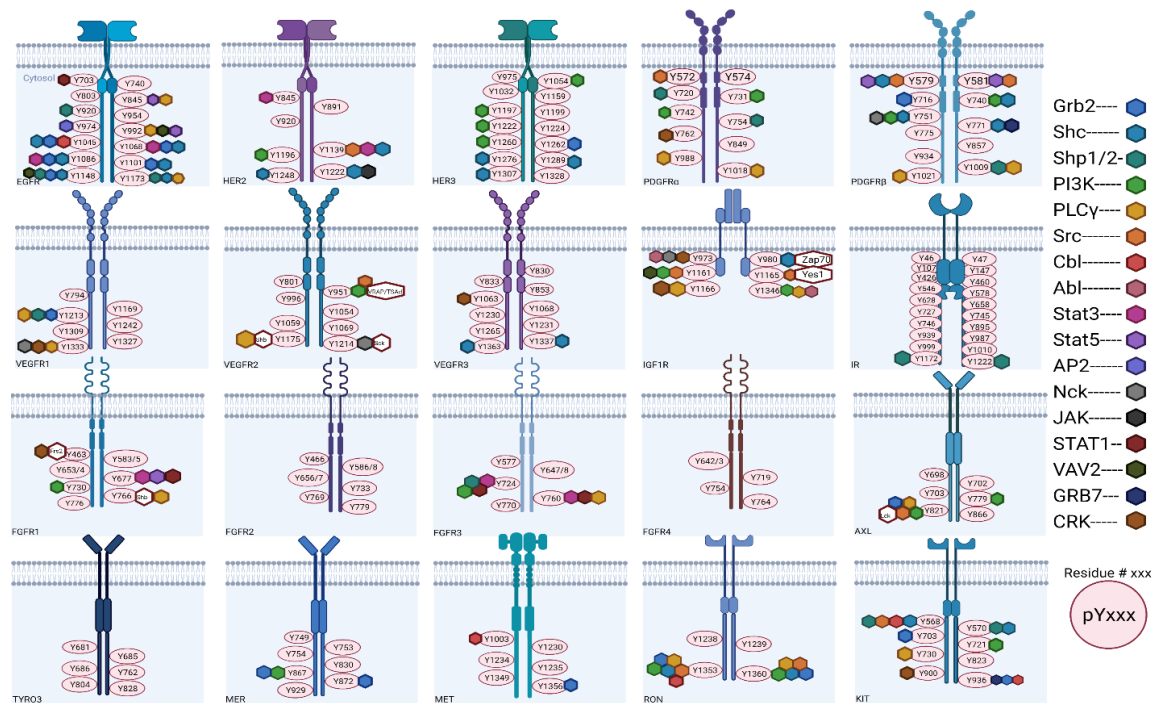 Cytosol
Y703
Y740
Y803
Y845
Y920
Y954
Y974
Y992
Y1045
Y1068
Y1086
Y1101
Y1148
Y1173
EGFR
Y845
Y891
Y920
Y1139
Y1196
Y1222
Y1248
HER2
Y975
Y1054
Y1032
Y1159
Y1197
Y1199
Y1222
Y1224
Y1260
Y1262
Y1276
Y1289
Y1307
Y1328
HER3
Y572
Y574
Y720
Y731
Y742
Y754
Y762
Y849
Y988
Y1018
PDGFRα
Y579
Y581
Y716
Y740
Y751
Y771
Y775
Y857
Y934
Y1009
Y1021
PDGFRβ
Grb2----
Shc------
Shp1/2-
PI3K-----
PLCγ----
Src-------
Cbl-------
Abl------
Stat3----
Stat5----
AP2-----
Nck------
JAK------
STAT1--
VAV2----
GRB7---
CRK-----
Residue # xxx
pYxxx
Y794
Y1169
Y1213
Y1242
Y1309
Y1327
Y1333
VEGFR1
Y801
Y951
VRAP/TSAd
Y996
Y1054
Y1059
Y1069
Shb
Y1175
Y1214
Nck
VEGFR2
Y830
Y833
Y853
Y1063
Y1068
Y1230
Y1231
Y1265
Y1337
Y1363
VEGFR3
Y973
Y980
Zap70
Y1161
Y1165
Yes1
Y1166
Y1346
IGF1R
Y46
Y47
Y107
Y147
Y426
Y460
Y546
Y578
Y628
Y658
Y727
Y745
Y746
Y895
Y939
Y987
Y999
Y1010
Y1172
Y1222
IR
Frs2
Y463
Y583/5
Y653/4
Y677
Y730
Y766
Shb
Y776
FGFR1
Y466
Y586/8
Y656/7
Y733
Y769
Y779
FGFR2
Y577
Y647/8
Y724
Y760
Y770
FGFR3
Y642/3
Y719
Y754
Y764
FGFR4
Y698
Y702
Y703
Y779
Lck
Y821
Y866
AXL
Y681
Y685
Y686
Y762
Y804
Y828
TYRO3
Y749
Y753
Y754
Y830
Y867
Y872
Y929
MER
Y1003
Y1230
Y1234
Y1235
Y1349
Y1356
MET
Y1238
Y1239
Y1353
Y1360
RON
Y568
Y570
Y703
Y721
Y730
Y823
Y900
Y936
KIT